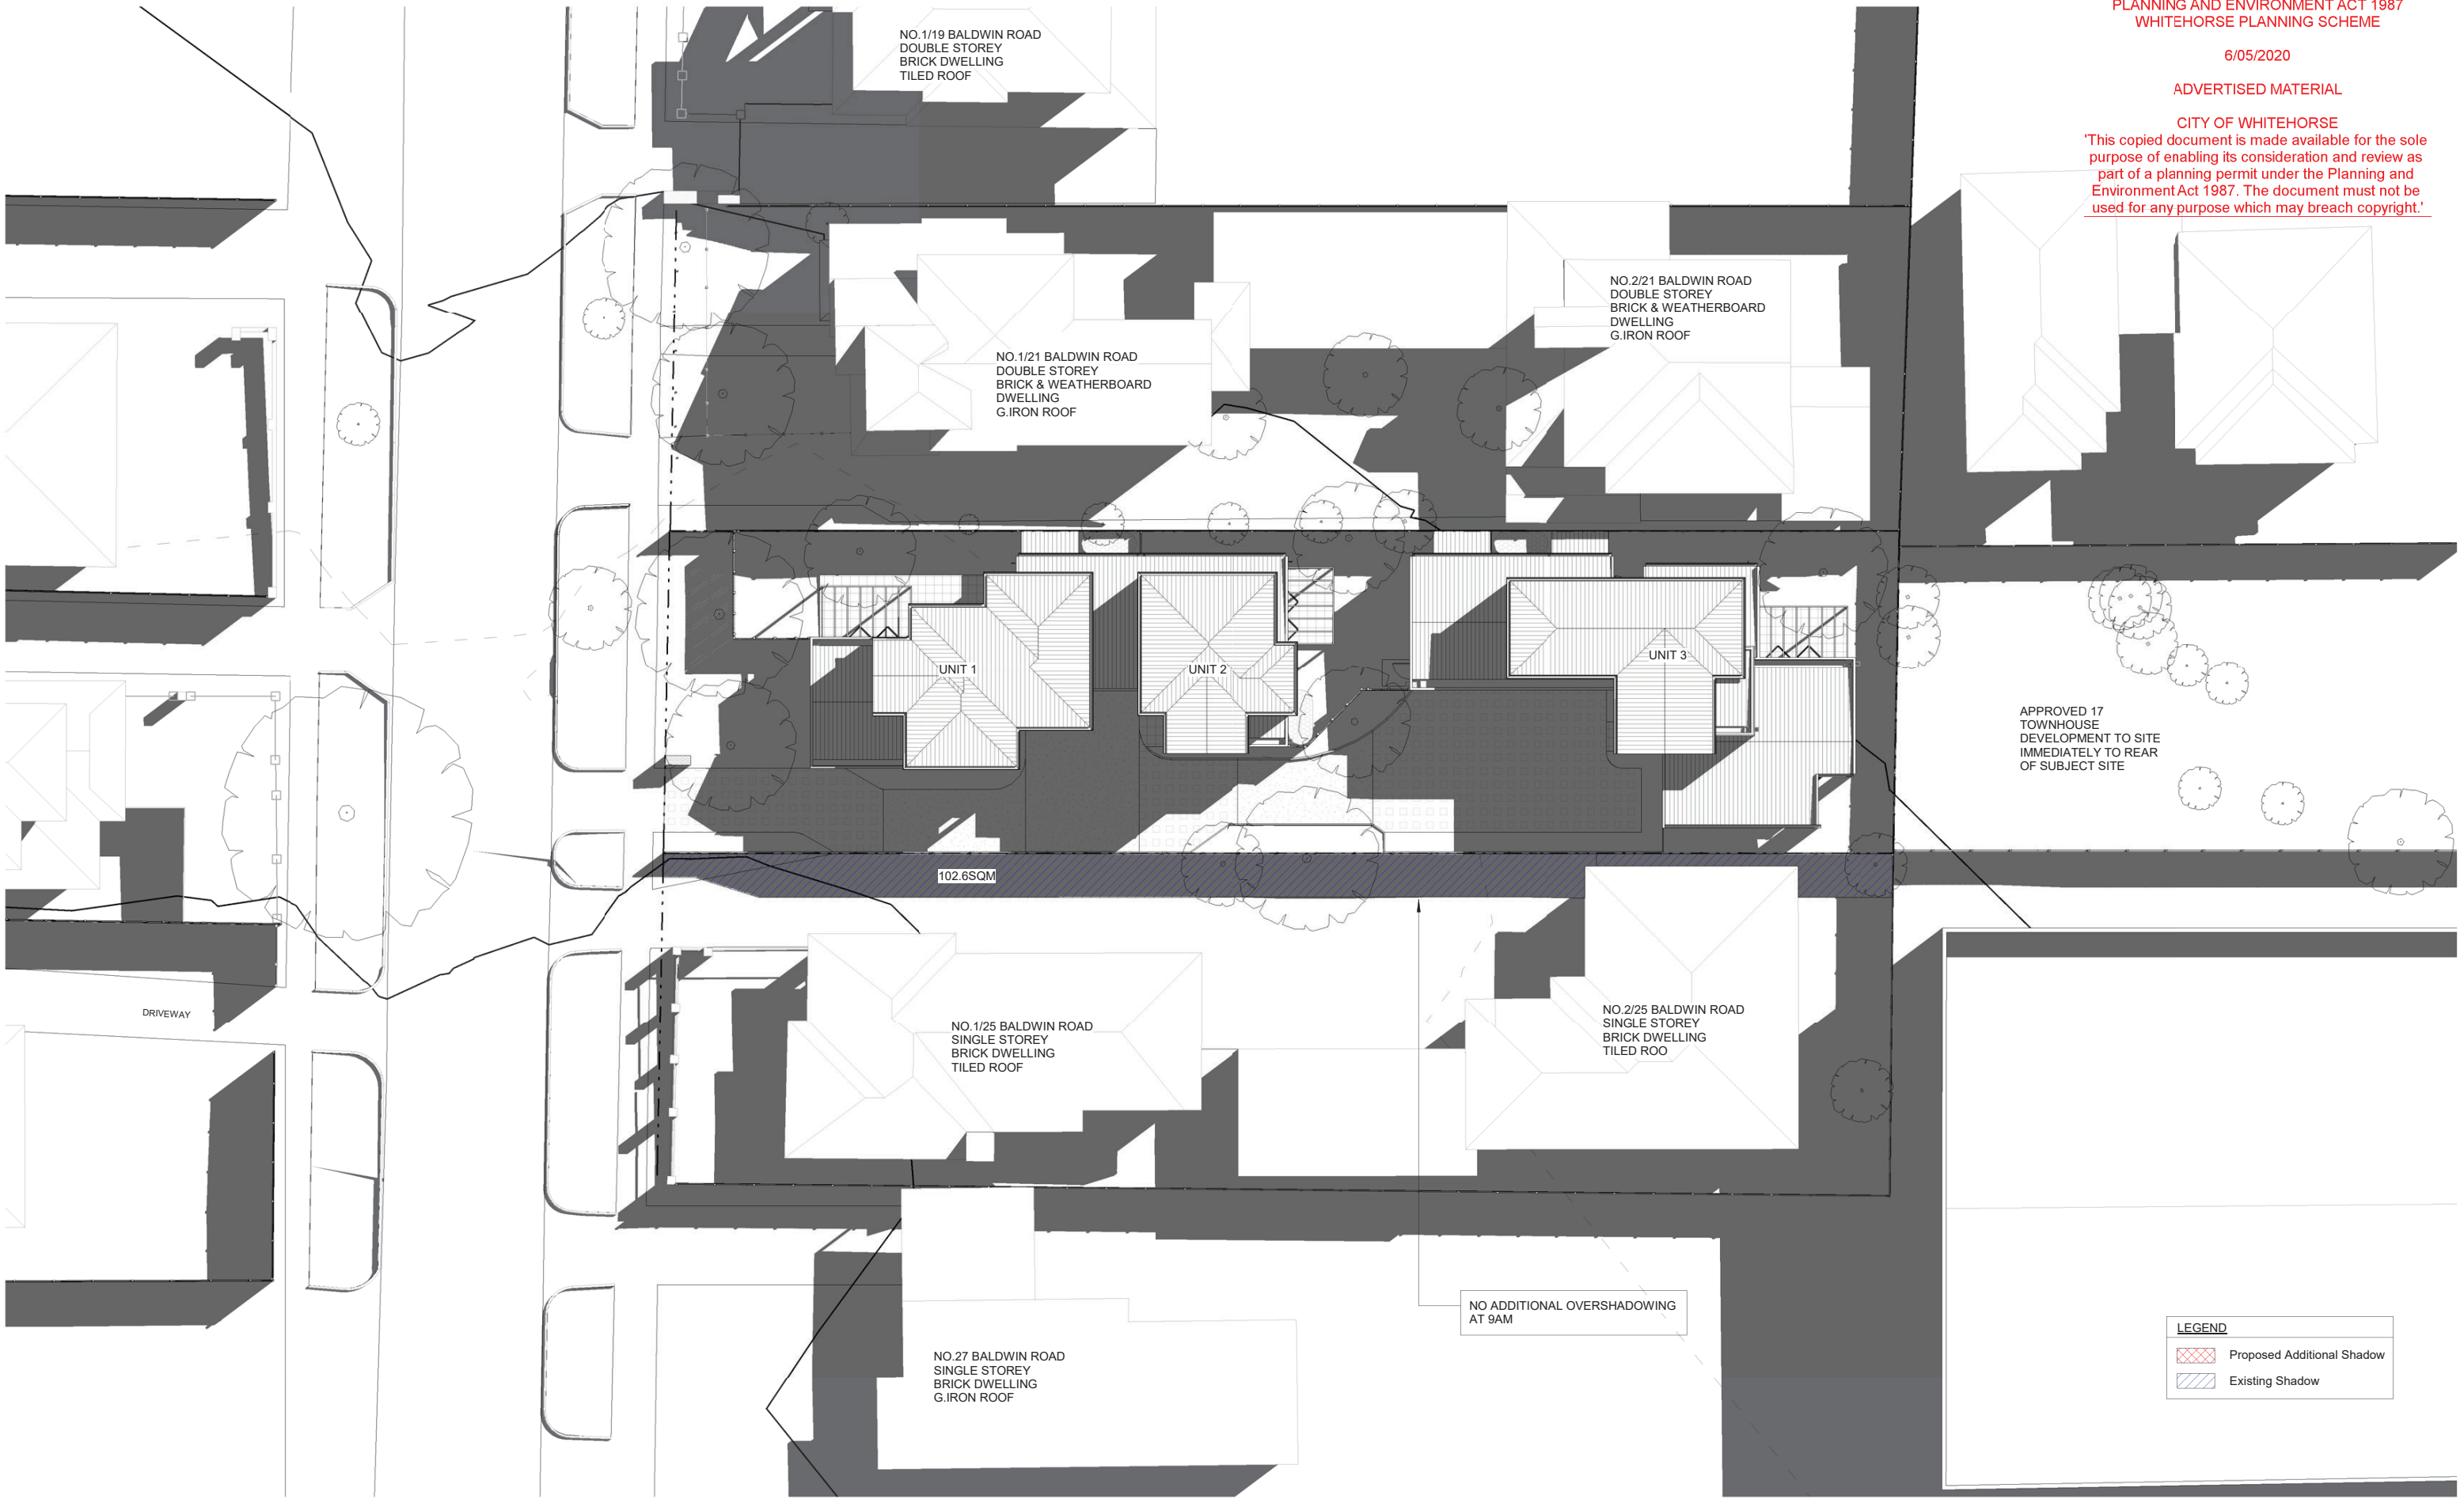 PLANNING AND ENVIRONMENT ACT 1987
WHITEHORSE PLANNING SCHEME
6/05/2020
ADVERTISED MATERIAL
CITY OF WHITEHORSE
'This copied document is made available for the sole
purpose of enabling its consideration and review as
part of a planning permit under the Planning and
Environment Act 1987. The document must not be
used for any purpose which may breach copyright.'
NO.1/19 BALDWIN ROAD
DOUBLE STOREY
BRICK DWELLING
TILED ROOF
NO.2/21 BALDWIN ROAD
DOUBLE STOREY
BRICK & WEATHERBOARD
DWELLING
G.IRON ROOF
NO.1/21 BALDWIN ROAD
DOUBLE STOREY
BRICK & WEATHERBOARD
DWELLING
G.IRON ROOF
UNIT 1
UNIT 2
UNIT 3
APPROVED 17
TOWNHOUSE
DEVELOPMENT TO SITE
IMMEDIATELY TO REAR
OF SUBJECT SITE
102.6SQM
DRIVEWAY
NO.1/25 BALDWIN ROAD
SINGLE STOREY
BRICK DWELLING
TILED ROOF
NO.2/25 BALDWIN ROAD
SINGLE STOREY
BRICK DWELLING
TILED ROO
NO ADDITIONAL OVERSHADOWING
AT 9AM
NO.27 BALDWIN ROAD
SINGLE STOREY
BRICK DWELLING
G.IRON ROOF
LEGEND
Proposed Additional Shadow
Existing Shadow